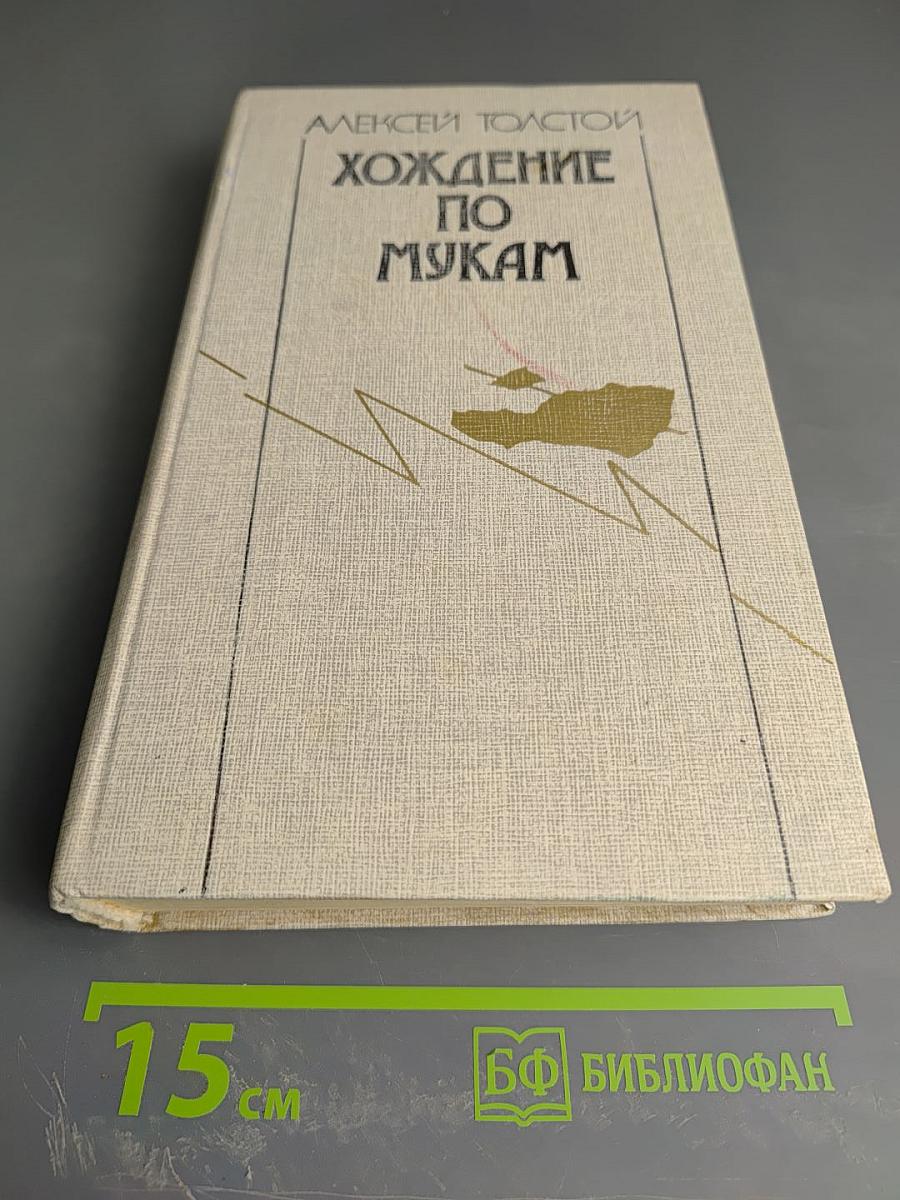 АЛЕКСЕЙ ТОЛСТОЙ
ХОЖДЕНИЕ
ПО
МУКАМ
15 см
БФ БИБЛИОФАН